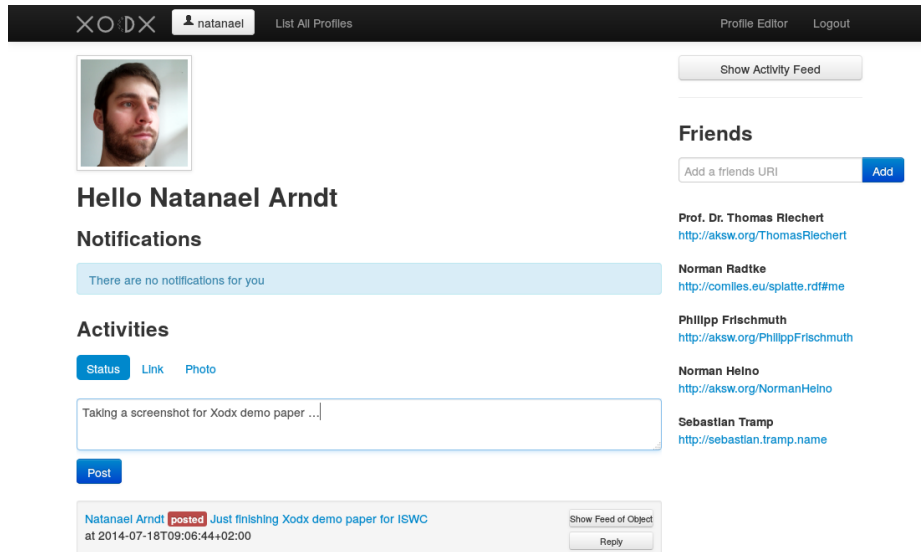 XODX natanael List All Profiles Profile Editor Logout
Hello Natanael Arndt
Notifications
There are no notifications for you
Activities
Status Link Photo
Taking a screenshot for Xodx demo paper ...
Post
Natanael Arndt posted Just finishing Xodx demo paper for ISWC
at 2014-07-18T09:06:44+02:00
Show Feed of Object
Reply
Show Activity Feed
Friends
Add a friends URI Add
Prof. Dr. Thomas Riechert
http://aksw.org/ThomasRiechert
Norman Radtke
http://comiles.eu/splatte.rdf#me
Philipp Frischmuth
http://aksw.org/PhilippFrischmuth
Norman Heino
http://aksw.org/NormanHeino
Sebastian Tramp
http://sebastian.tramp.name